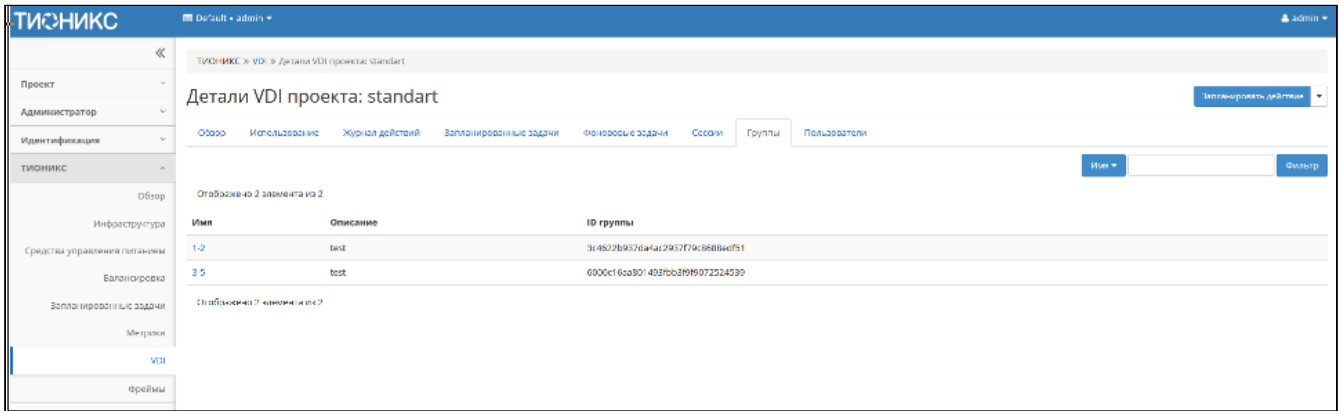 ТИОНИКС
Default • admin
admin
ТИОНИКС » VDI » Детали VDI проекта: standart
Проект
Администратор
Идентификация
ТИОНИКС
Обзор
Инфраструктура
Средства управления питанием
Балансировка
Запланированные задачи
Метрики
VDI
Фреймы
Детали VDI проекта: standart
Запланировать действие
Обзор Использование Журнал действий Запланированные задачи Фоновые задачи Сессии Группы Пользователи
Имя Фильтр
Отображено 2 элемента из 2
Имя Описание ID группы
1-2 test
3-5 test
Отображено 2 элемента из 2